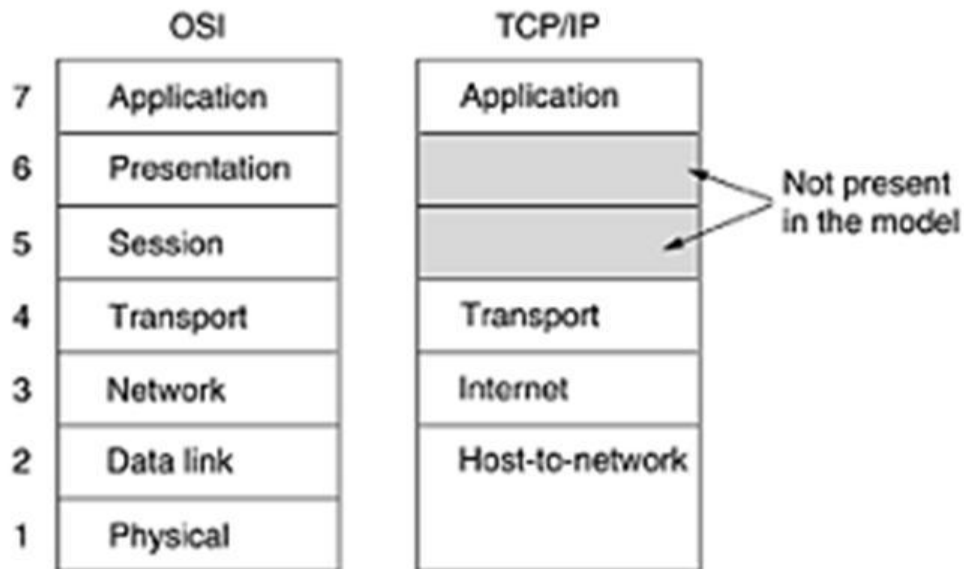 OSI TCP/IP
7 Application Application
6 Presentation
Not present
in the model
5 Session
4 Transport Transport
3 Network Internet
2 Data link Host-to-network
1 Physical